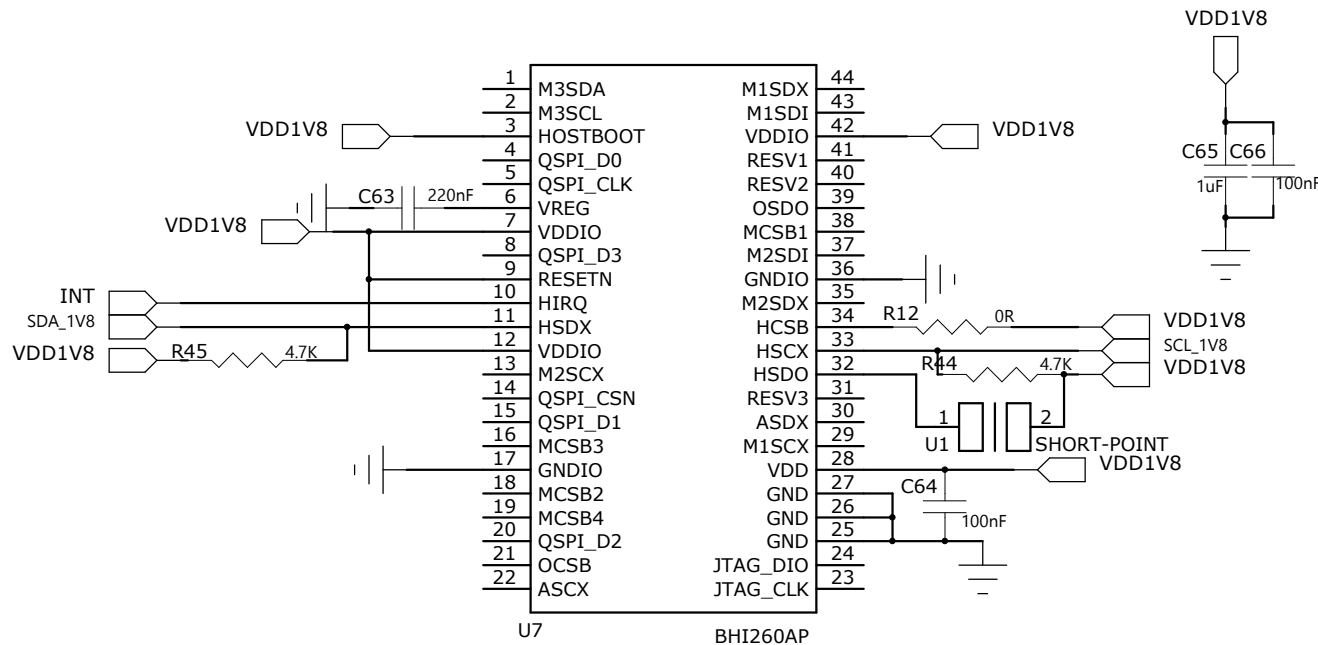 VDD1V8
1 M3SDA M1SDX 44
2 M3SCL M1SDI 43
VDD1V8 3 HOSTBOOT VDDIO 42 VDD1V8
4 QSPI_D0 RESV1 41 C65 C66
5 QSPI_CLK RESV2 40 1uF 100nF
C63 220nF 6 VREG OSDO 39
VDD1V8 7 VDDIO MCSB1 38
8 QSPI_D3 M2SDI 37
9 RESETN GNDIO 36
INT 10 HIRQ M2SDX 35
SDA_1V8 11 HSDX HCSB 34 R12 0R VDD1V8
VDD1V8 R45 4.7K 12 VDDIO HSCX 33 SCL_1V8
13 M2SCX HSDO 32 R44 4.7K VDD1V8
14 QSPI_CSN RESV3 31
15 QSPI_D1 ASDX 30 1 2
16 MCSB3 M1SCX 29 U1 SHORT-POINT
17 GNDIO VDD 28 VDD1V8
18 MCSB2 GND 27 C64
19 MCSB4 GND 26 100nF
20 QSPI_D2 GND 25
21 OCSB JTAG_DIO 24
22 ASCX JTAG_CLK 23
U7 BHI260AP